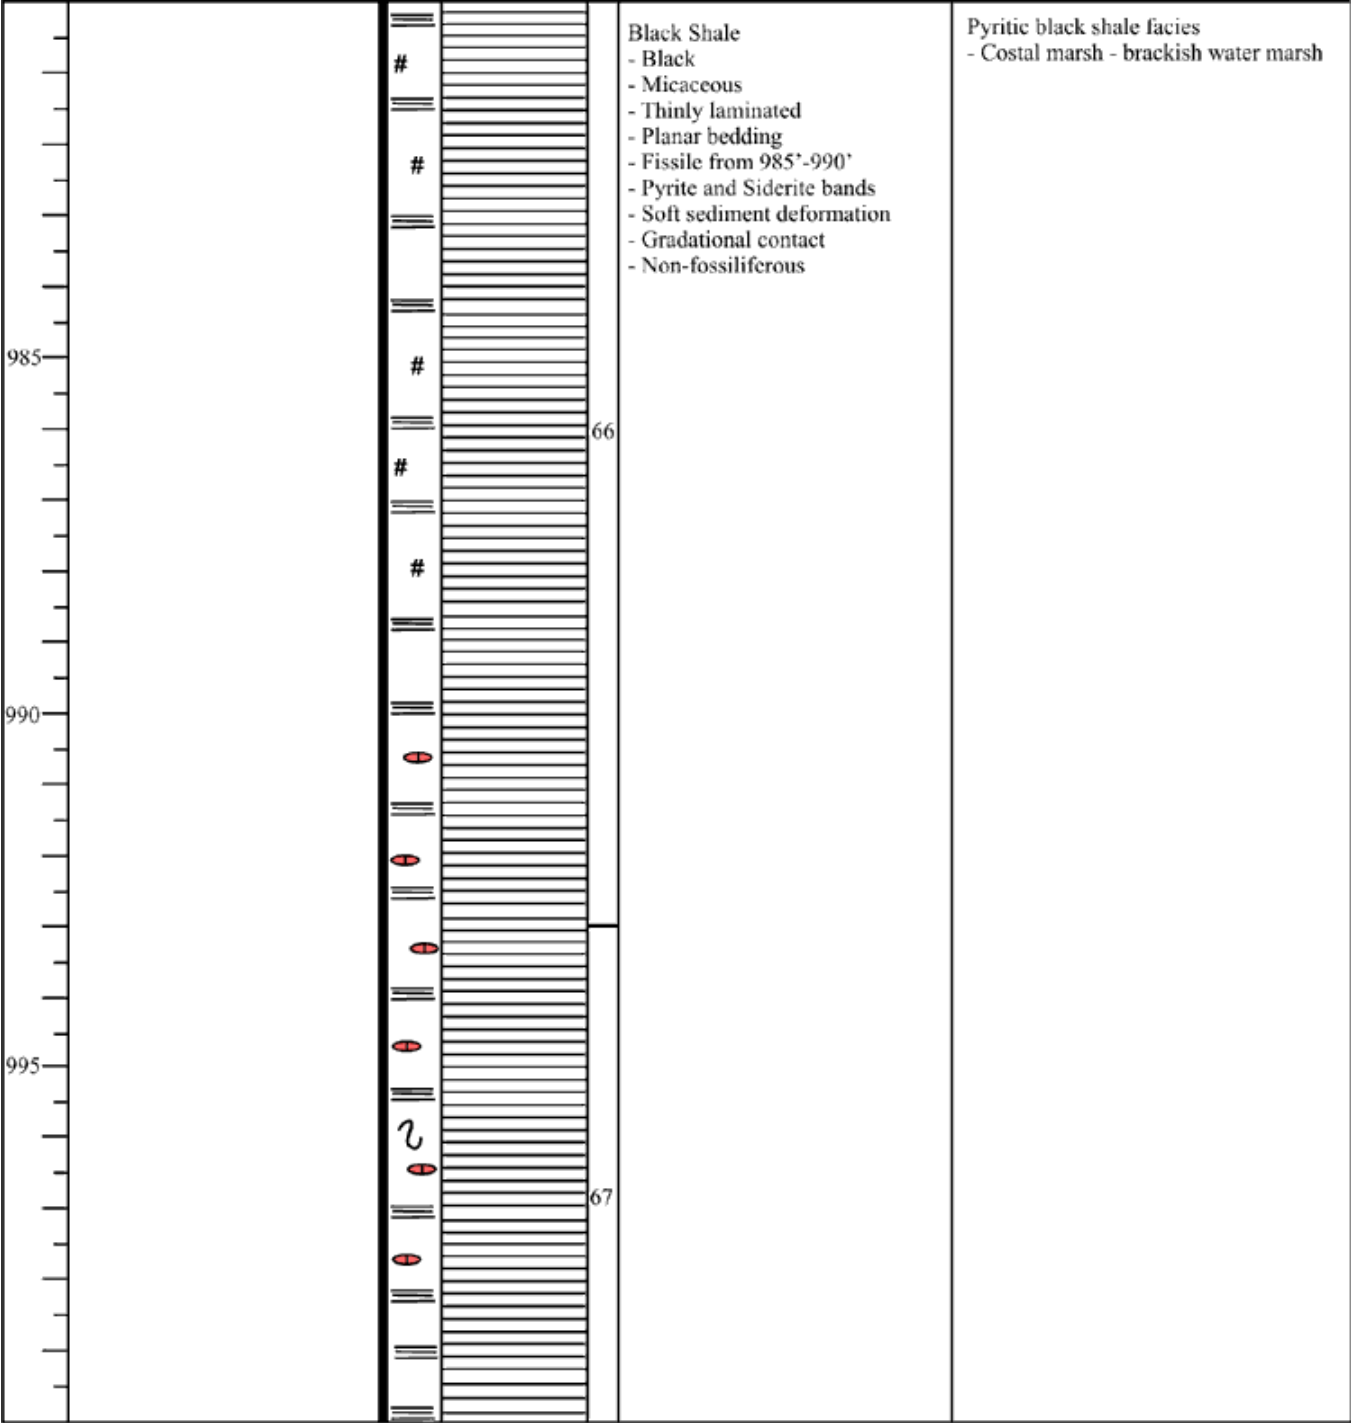 Black Shale
- Black
- Micaceous
- Thinly laminated
- Planar bedding
- Fissile from 985’-990’
- Pyrite and Siderite bands
- Soft sediment deformation
- Gradational contact
- Non-fossiliferous
Pyritic black shale facies
- Costal marsh - brackish water marsh
#
#
985
#
66
#
#
990
995
67